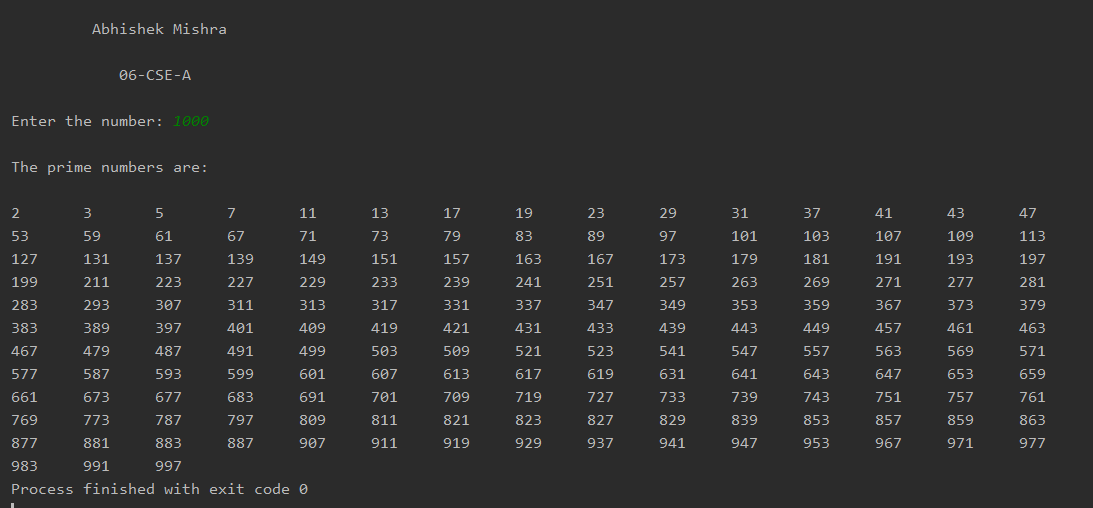 Abhishek Mishra
06-CSE-A
Enter the number: 1000
The prime numbers are:
2 3 5 7 11 13 17 19 23 29 31 37 41 43 47
53 59 61 67 71 73 79 83 89 97 101 103 107 109 113
127 131 137 139 149 151 157 163 167 173 179 181 191 193 197
199 211 223 227 229 233 239 241 251 257 263 269 271 277 281
283 293 307 311 313 317 331 337 347 349 353 359 367 373 379
383 389 397 401 409 419 421 431 433 439 443 449 457 461 463
467 479 487 491 499 503 509 521 523 541 547 557 563 569 571
577 587 593 599 601 607 613 617 619 631 641 643 647 653 659
661 673 677 683 691 701 709 719 727 733 739 743 751 757 761
769 773 787 797 809 811 821 823 827 829 839 853 857 859 863
877 881 883 887 907 911 919 929 937 941 947 953 967 971 977
983 991 997
Process finished with exit code 0